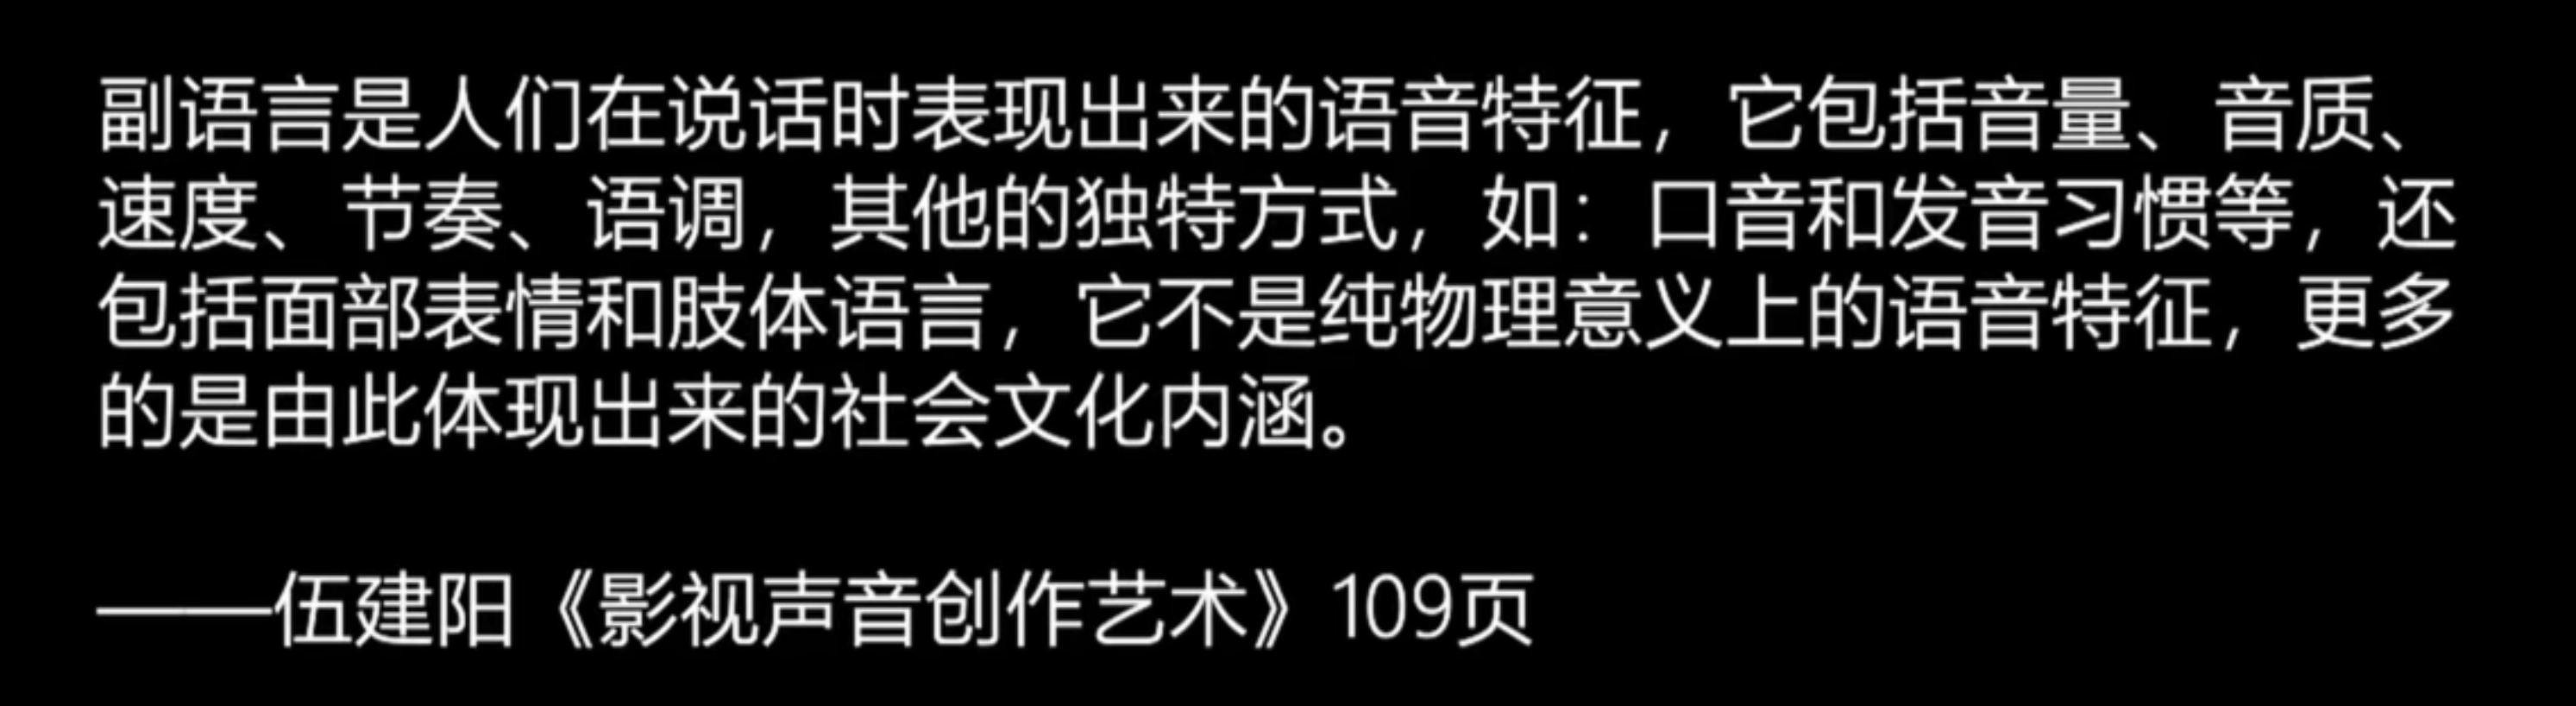 副语言是人们在说话时表现出来的语音特征，它包括音量、音质、
速度、节奏、语调，其他的独特方式，如：口音和发音习惯等，还
包括面部表情和肢体语言，它不是纯物理意义上的语音特征，更多
的是由此体现出来的社会文化内涵。
——伍建阳《影视声音创作艺术》109页